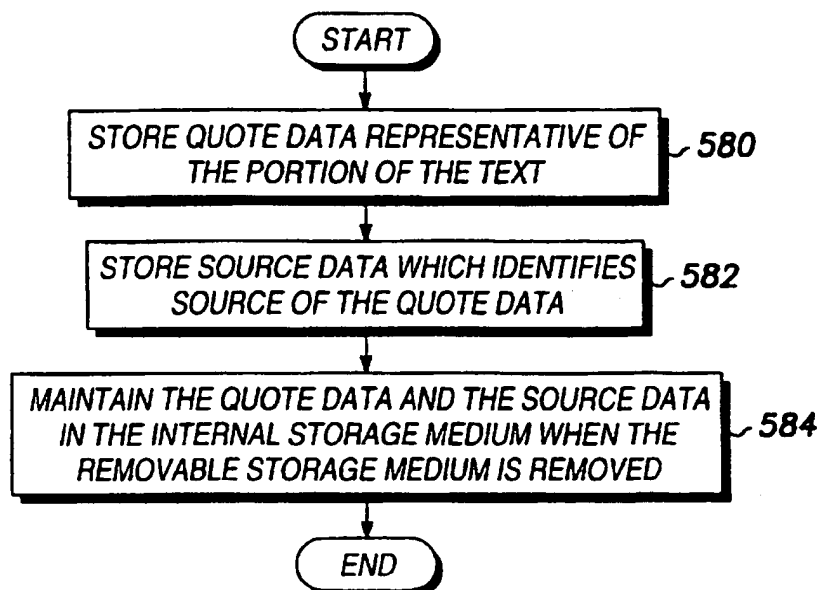 START
STORE QUOTE DATA REPRESENTATIVE OF
THE PORTION OF THE TEXT
580
STORE SOURCE DATA WHICH IDENTIFIES
SOURCE OF THE QUOTE DATA
582
MAINTAIN THE QUOTE DATA AND THE SOURCE DATA
IN THE INTERNAL STORAGE MEDIUM WHEN THE
REMOVABLE STORAGE MEDIUM IS REMOVED
584
END